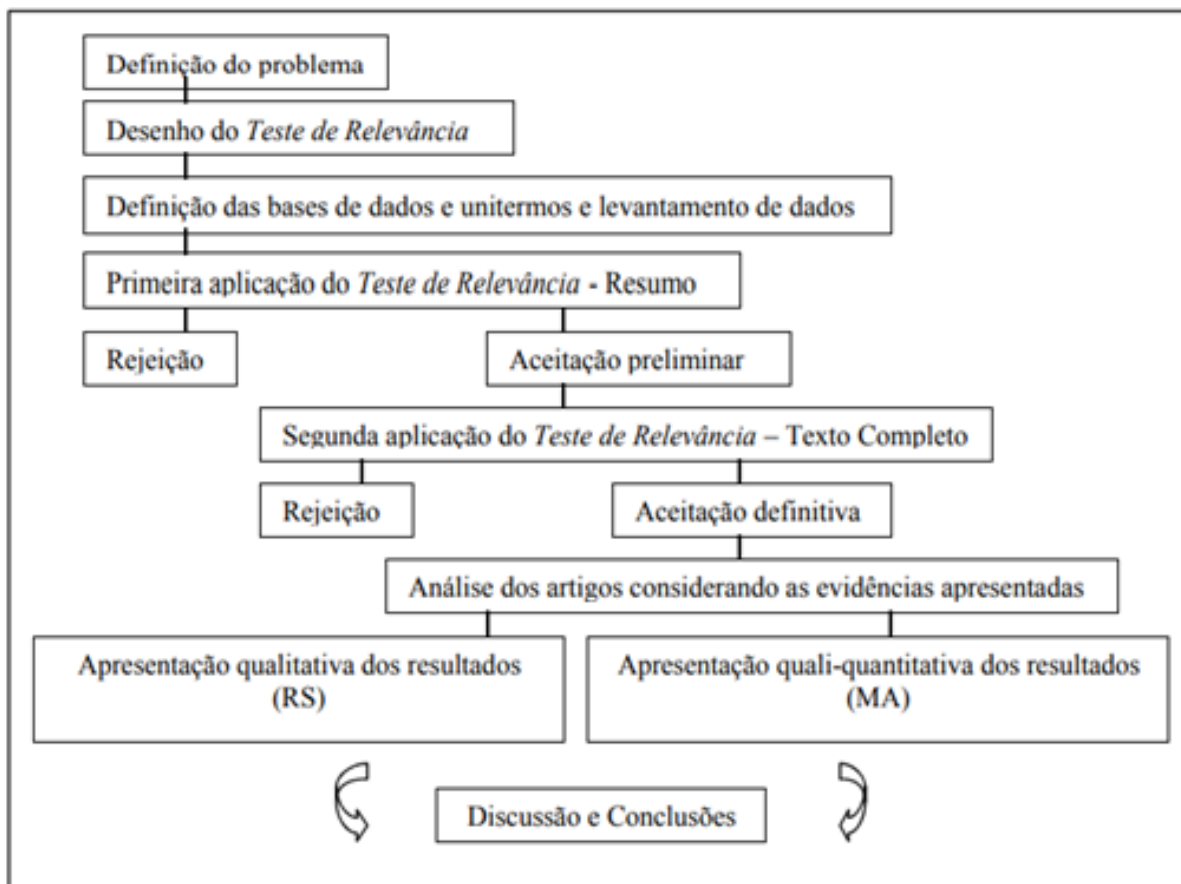 Definição do problema
Desenho do Teste de Relevância
Definição das bases de dados e unitermos e levantamento de dados
Primeira aplicação do Teste de Relevância - Resumo
Rejeição
Aceitação preliminar
Segunda aplicação do Teste de Relevância – Texto Completo
Rejeição
Aceitação definitiva
Análise dos artigos considerando as evidências apresentadas
Apresentação qualitativa dos resultados
(RS)
Apresentação quali-quantitativa dos resultados
(MA)
Discussão e Conclusões